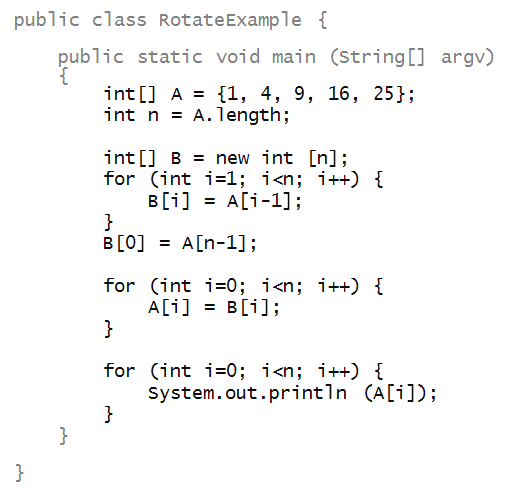 public class RotateExample {
public static void main (String[] argv)
{
int[] A = {1, 4, 9, 16, 25};
int n = A.length;
int[] B = new int [n];
for (int i=1; i<n; i++) {
B[i] = A[i-1];
}
B[0] = A[n-1];
for (int i=0; i<n; i++) {
A[i] = B[i];
}
for (int i=0; i<n; i++) {
System.out.println (A[i]);
}
}
}